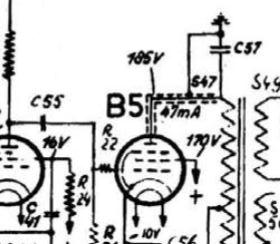 C57
185V
S47
S49
C55
B5
47mA
16V
R
22
170V
+
R
24
C
41
+
10V
C56
S
R